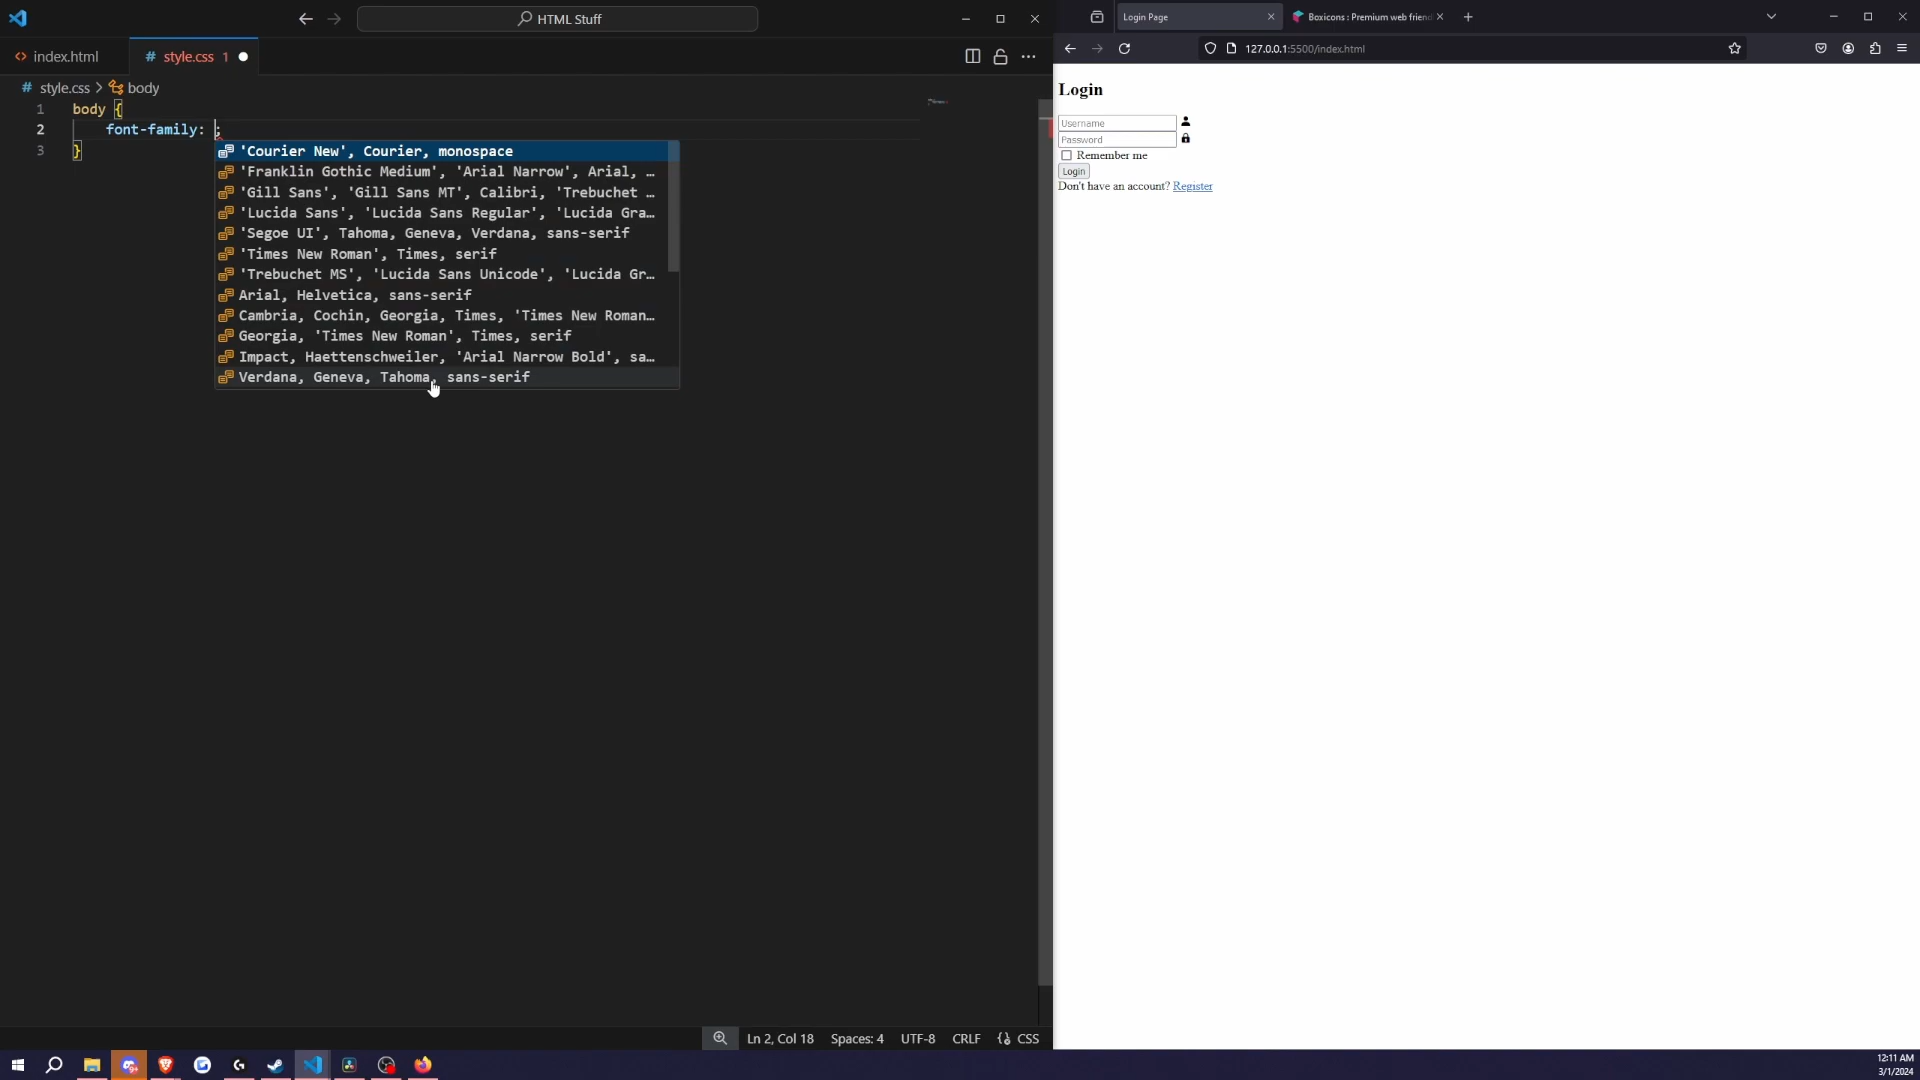 HTML Stuff
index.html
# style.css 1
# style.css > body
1 body {
2 font-family: ;
3 }
'Courier New', Courier, monospace
'Franklin Gothic Medium', 'Arial Narrow', Arial, …
'Gill Sans', 'Gill Sans MT', Calibri, 'Trebuchet …
'Lucida Sans', 'Lucida Sans Regular', 'Lucida Gra…
'Segoe UI', Tahoma, Geneva, Verdana, sans-serif
'Times New Roman', Times, serif
'Trebuchet MS', 'Lucida Sans Unicode', 'Lucida Gr…
Arial, Helvetica, sans-serif
Cambria, Cochin, Georgia, Times, 'Times New Roman…
Georgia, 'Times New Roman', Times, serif
Impact, Haettenschweiler, 'Arial Narrow Bold', sa…
Verdana, Geneva, Tahoma, sans-serif
Ln 2, Col 18 Spaces: 4 UTF-8 CRLF {} CSS
Login Page
Boxicons : Premium web friend
127.0.0.1:5500/index.html
Login
Username
Password
Remember me
Login
Don't have an account? Register
12:11 AM
3/1/2024